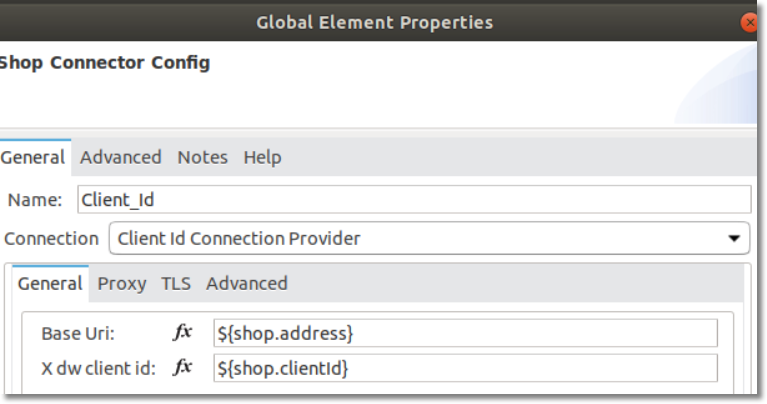 Global Element Properties
Shop Connector Config
General Advanced Notes Help
Name: Client_Id
Connection Client Id Connection Provider
General Proxy TLS Advanced
Base Uri: fx ${shop.address}
X dw client id: fx ${shop.clientId}